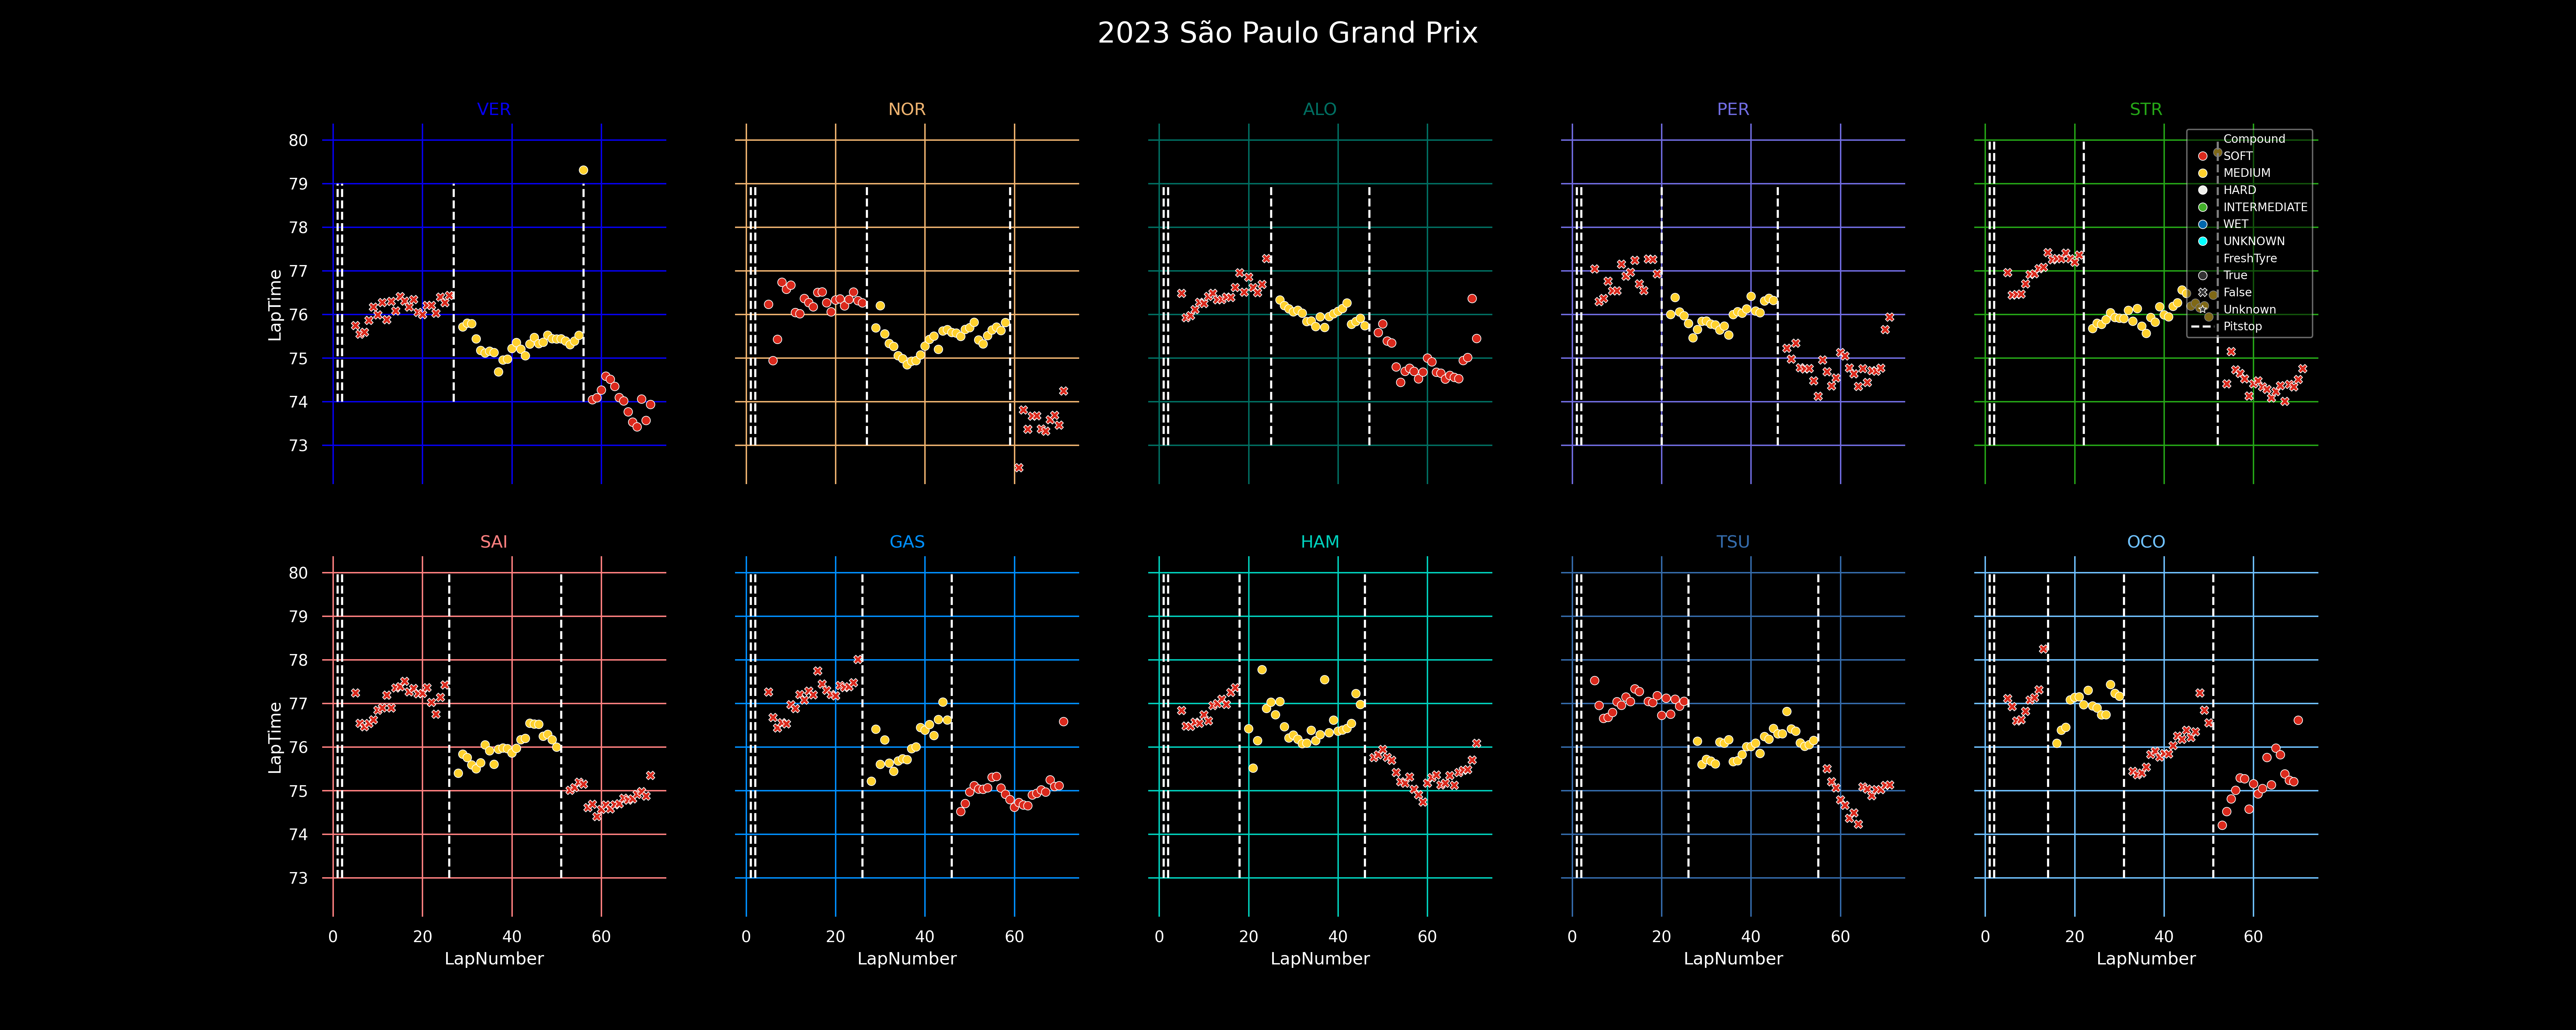 2023 São Paulo Grand Prix
VER
NOR
ALO
PER
STR
LapTime
80
79
78
77
76
75
74
73
Compound
SOFT
MEDIUM
HARD
INTERMEDIATE
WET
UNKNOWN
FreshTyre
True
False
Unknown
Pitstop
SAI
GAS
HAM
TSU
OCO
LapTime
80
79
78
77
76
75
74
73
0 20 40 60
0 20 40 60
0 20 40 60
0 20 40 60
0 20 40 60
LapNumber
LapNumber
LapNumber
LapNumber
LapNumber